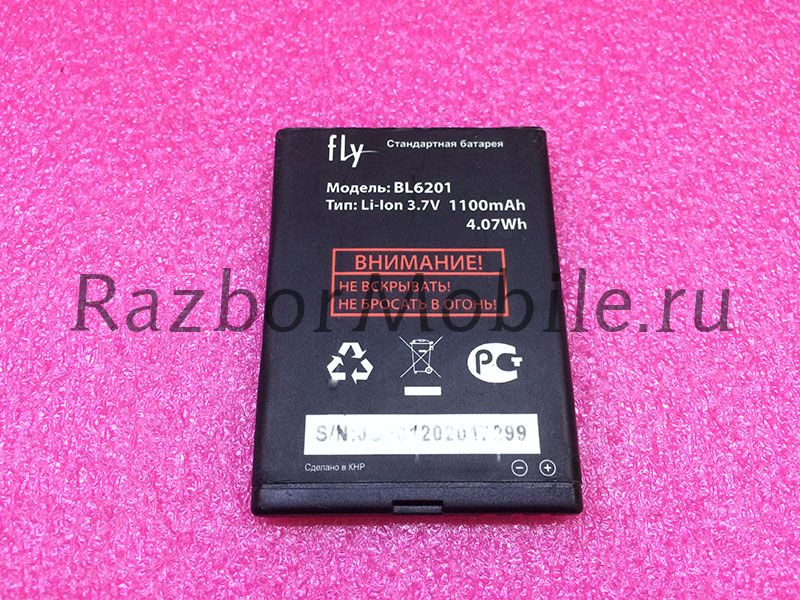 fly Стандартная батарея
Модель: BL6201
Тип: Li-Ion 3.7V 1100mAh
4.07Wh
ВНИМАНИЕ!
НЕ ВСКРЫВАТЬ!
НЕ БРОСАТЬ В ОГОНЬ!
RazborMobile.ru
РСТ
S/N:
Сделано в КНР